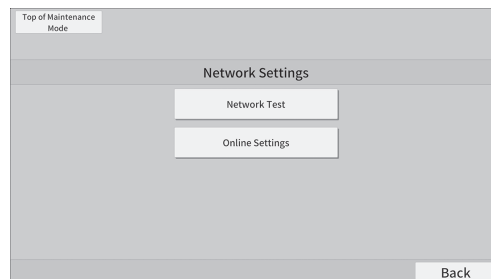 Top of Maintenance
Mode
Network Settings
Network Test
Online Settings
Back